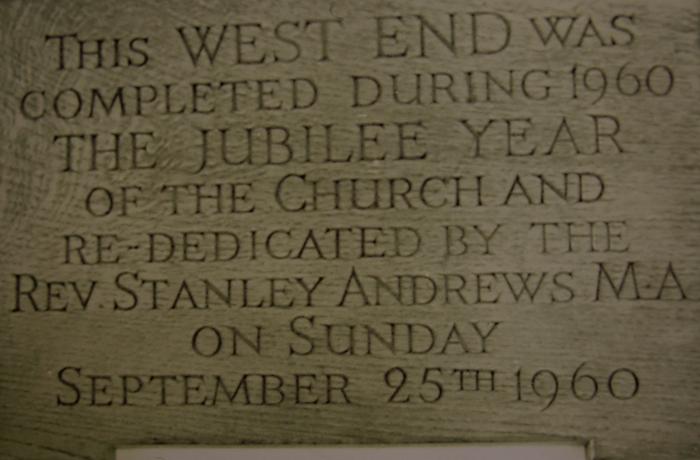 THIS WEST END WAS
COMPLETED DURING 1960
THE JUBILEE YEAR
OF THE CHURCH AND
RE-DEDICATED BY THE
REV. STANLEY ANDREWS M.A
ON SUNDAY
SEPTEMBER 25TH 1960